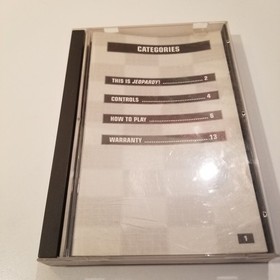 CATEGORIES
THIS IS JEOPARDY! 2
CONTROLS 4
HOW TO PLAY 6
WARRANTY 13
1